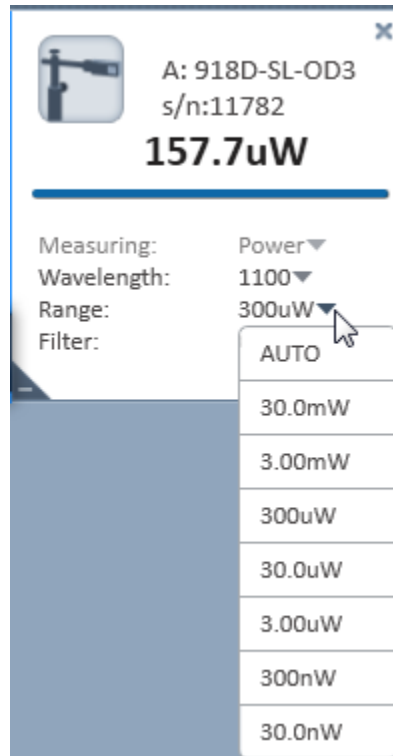 A: 918D-SL-OD3
s/n:11782
157.7uW
Measuring: Power
Wavelength: 1100
Range: 300uW
Filter:
AUTO
30.0mW
3.00mW
300uW
30.0uW
3.00uW
300nW
30.0nW